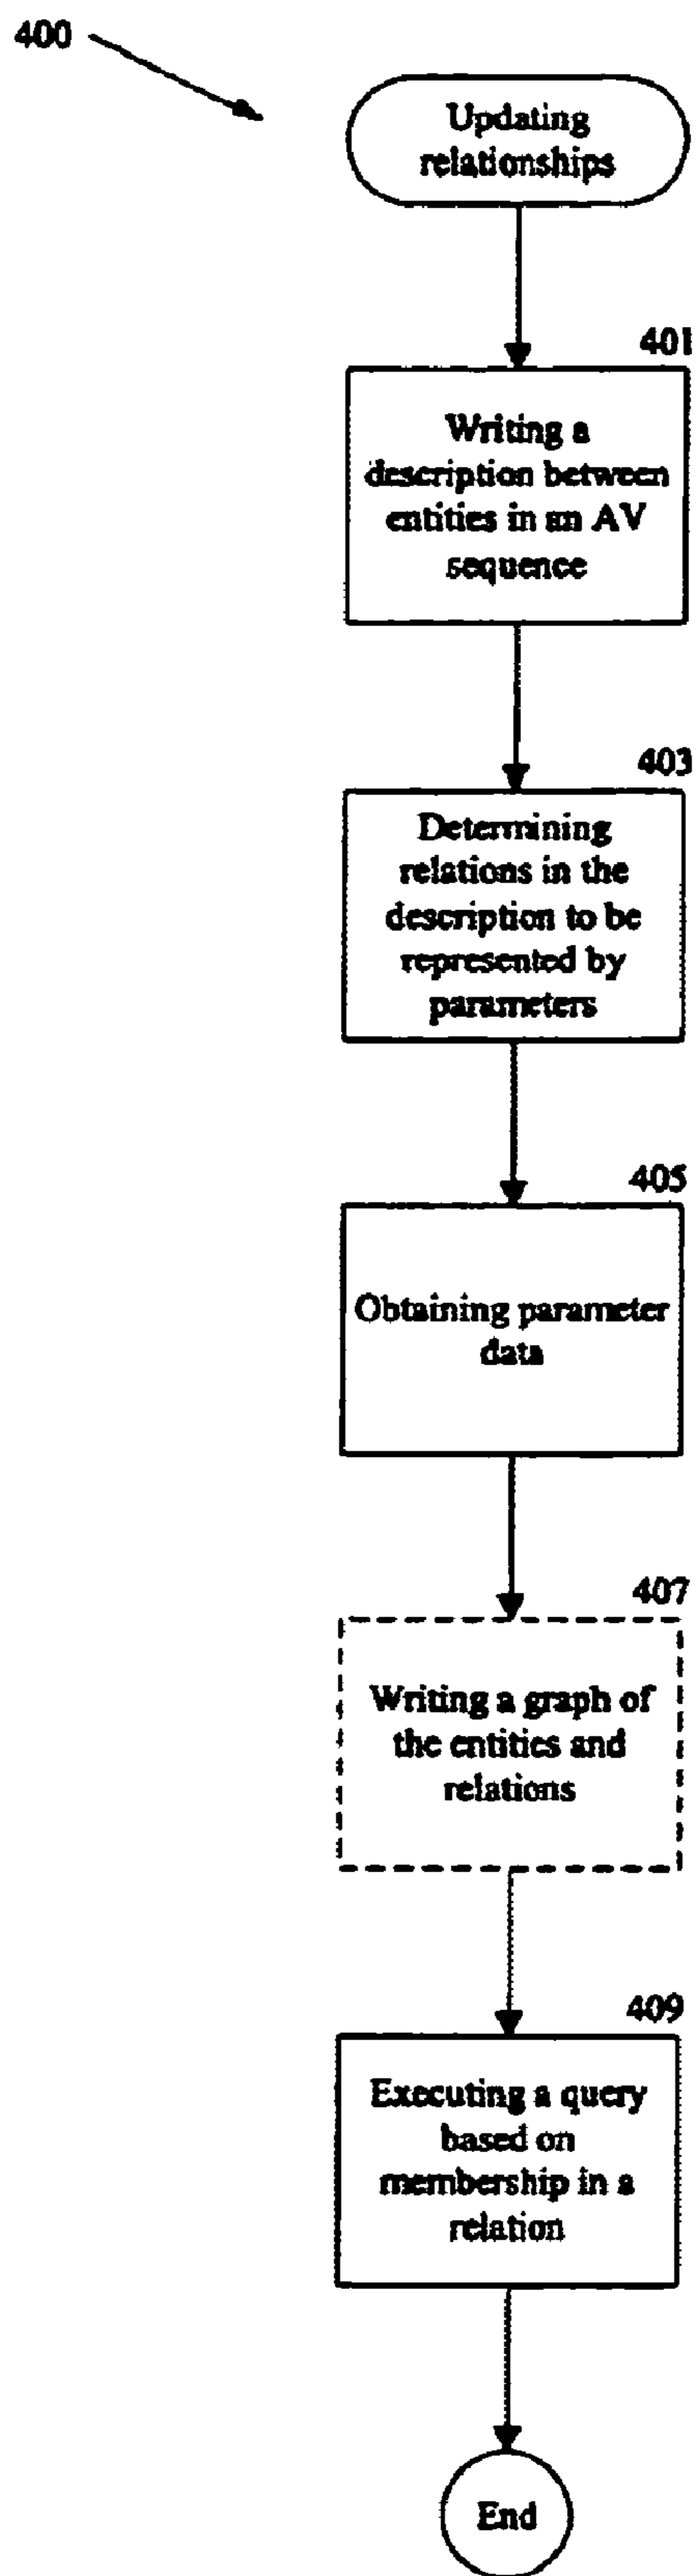 400
Updating
relationships
401
Writing a
description between
entities in an AV
sequence
403
Determining
relations in the
description to be
represented by
parameters
405
Obtaining parameter
data
407
Writing a graph of
the entities and
relations
409
Executing a query
based on
membership in a
relation
End